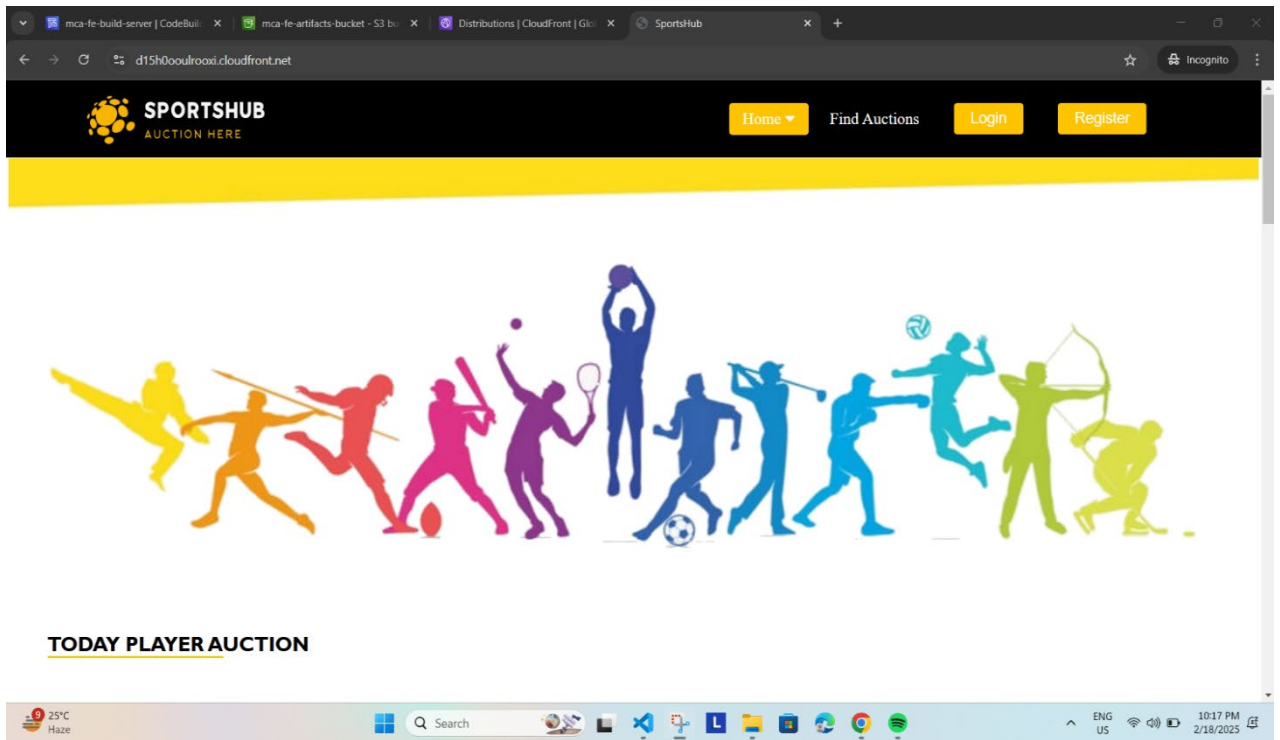 mca-fe-build-server | CodeBuil
mca-fe-artifacts-bucket - S3 bu
Distributions | CloudFront | Glo
SportsHub
d15h0ooulrooxi.cloudfront.net
Incognito
SPORTSHUB
AUCTION HERE
Home
Find Auctions
Login
Register
TODAY PLAYER AUCTION
9
25°C
Haze
Search
L
ENG
US
10:17 PM
2/18/2025